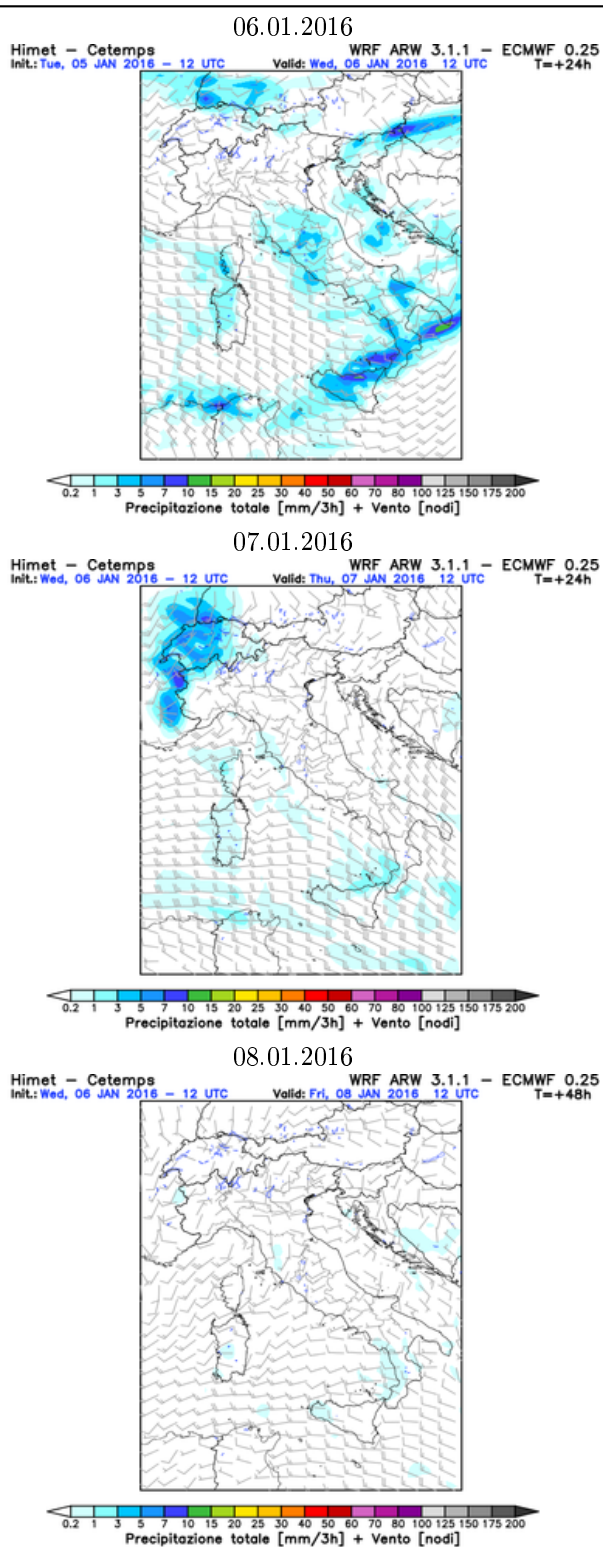 06.01.2016
Himet – Cetemps WRF ARW 3.1.1 – ECMWF 0.25
Init.: Tue, 05 JAN 2016 – 12 UTC Valid: Wed, 06 JAN 2016 12 UTC T=+24h
0.2 1 3 5 7 10 15 20 25 30 40 50 60 70 80 100 125 150 175 200
Precipitazione totale [mm/3h] + Vento [nodi]
07.01.2016
Himet – Cetemps WRF ARW 3.1.1 – ECMWF 0.25
Init.: Wed, 06 JAN 2016 – 12 UTC Valid: Thu, 07 JAN 2016 12 UTC T=+24h
0.2 1 3 5 7 10 15 20 25 30 40 50 60 70 80 100 125 150 175 200
Precipitazione totale [mm/3h] + Vento [nodi]
08.01.2016
Himet – Cetemps WRF ARW 3.1.1 – ECMWF 0.25
Init.: Wed, 06 JAN 2016 – 12 UTC Valid: Fri, 08 JAN 2016 12 UTC T=+48h
0.2 1 3 5 7 10 15 20 25 30 40 50 60 70 80 100 125 150 175 200
Precipitazione totale [mm/3h] + Vento [nodi]